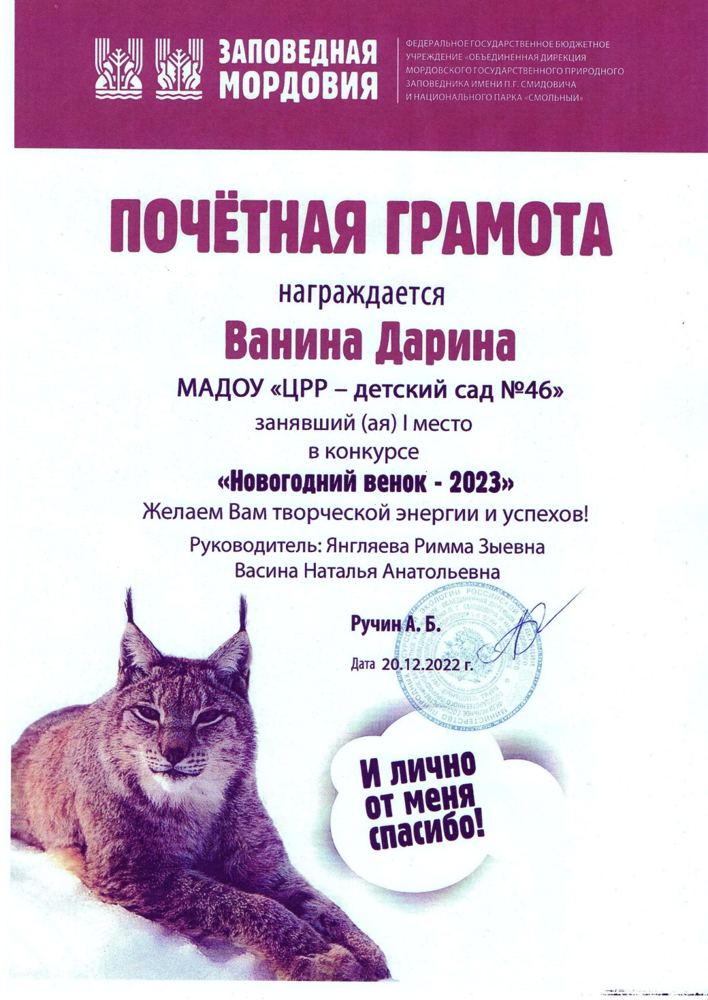 ЗАПОВЕДНАЯ
МОРДОВИЯ
ФЕДЕРАЛЬНОЕ ГОСУДАРСТВЕННОЕ БЮДЖЕТНОЕ
УЧРЕЖДЕНИЕ «ОБЪЕДИНЕННАЯ ДИРЕКЦИЯ
МОРДОВСКОГО ГОСУДАРСТВЕННОГО ПРИРОДНОГО
ЗАПОВЕДНИКА ИМЕНИ П.Г. СМИДОВИЧА
И НАЦИОНАЛЬНОГО ПАРКА «СМОЛЬНЫЙ»
ПОЧЁТНАЯ ГРАМОТА
награждается
Ванина Дарина
МАДОУ «ЦРР – детский сад №46»
занявший (ая) I место
в конкурсе
«Новогодний венок - 2023»
Желаем Вам творческой энергии и успехов!
Руководитель: Янгляева Римма Зыевна
Васина Наталья Анатольевна
Ручин А. Б.
Дата 20.12.2022 г.
И лично
от меня
спасибо!